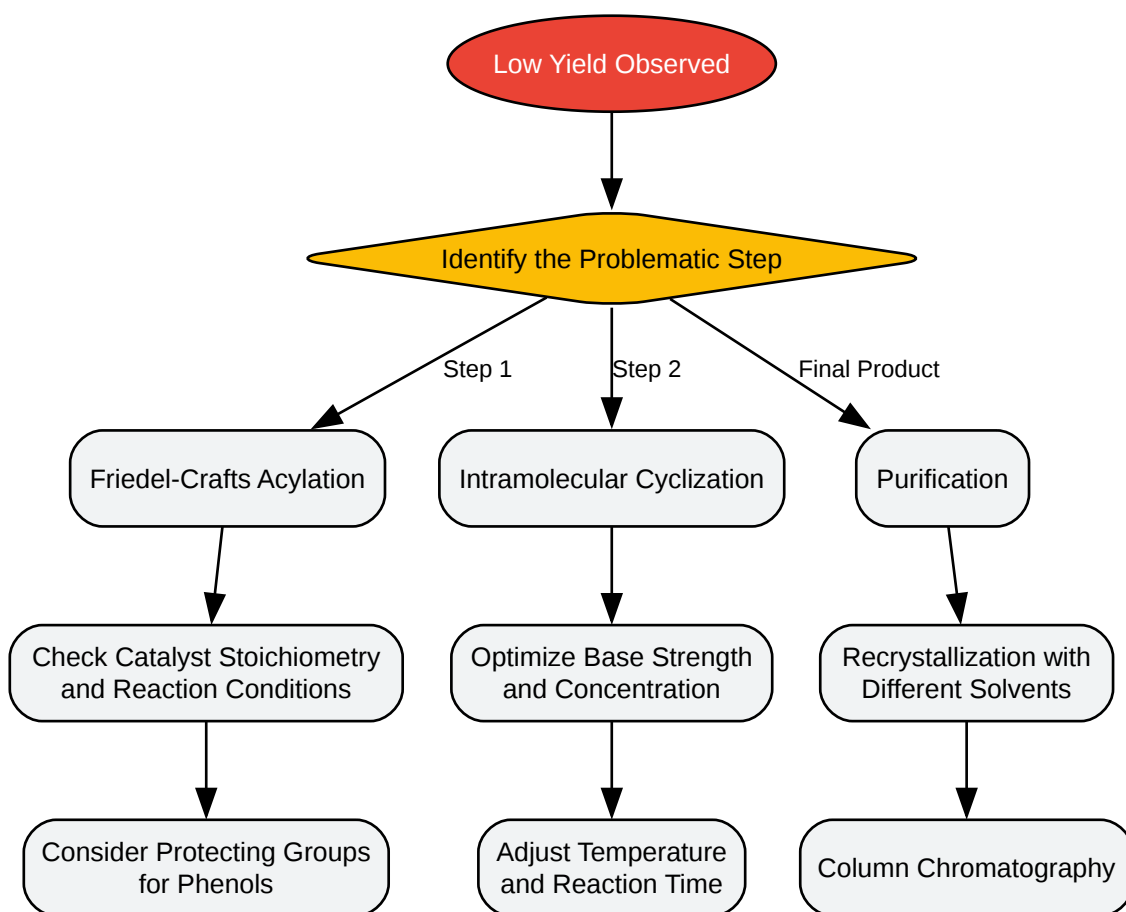 Low Yield Observed
Identify the Problematic Step
Step 1
Step 2
Final Product
Friedel-Crafts Acylation
Intramolecular Cyclization
Purification
Check Catalyst Stoichiometry
and Reaction Conditions
Optimize Base Strength
and Concentration
Recrystallization with
Different Solvents
Consider Protecting Groups
for Phenols
Adjust Temperature
and Reaction Time
Column Chromatography